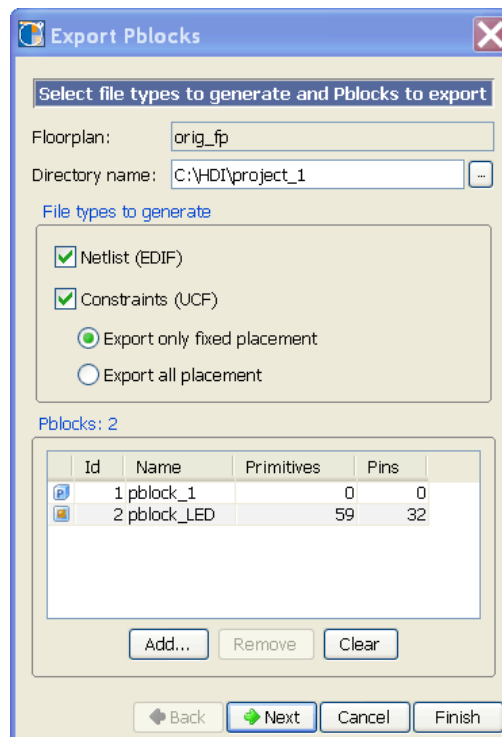 Export Pblocks
Select file types to generate and Pblocks to export
Floorplan: orig_fp
Directory name: C:\HDI\project_1 ...
File types to generate
Netlist (EDIF)
Constraints (UCF)
Export only fixed placement
Export all placement
Pblocks: 2
Id Name Primitives Pins
1 pblock_1 0 0
2 pblock_LED 59 32
Add... Remove Clear
Back Next Cancel Finish